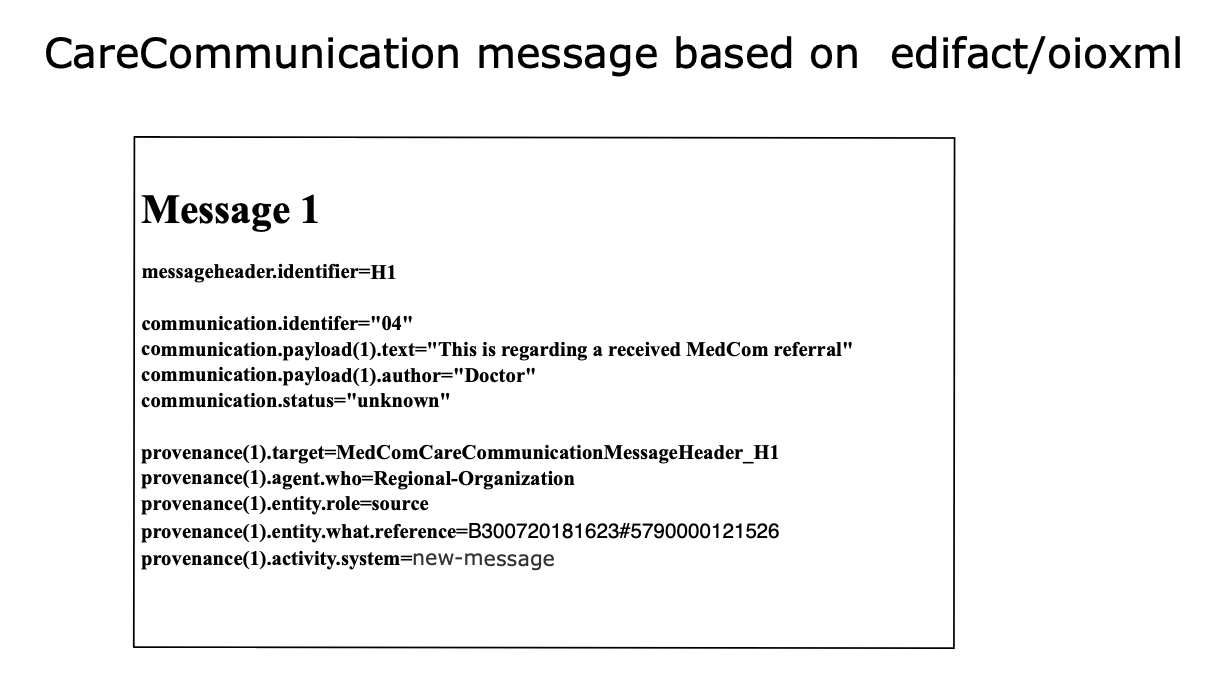 CareCommunication message based on  edifact/oioxml
Message 1
messageheader.identifier=H1
communication.identifer="04"
communication.payload(1).text="This is regarding a received MedCom referral"
communication.payload(1).author="Doctor"
communication.status="unknown"
provenance(1).target=MedComCareCommunicationMessageHeader_H1
provenance(1).agent.who=Regional-Organization
provenance(1).entity.role=source
provenance(1).entity.what.reference=B300720181623#5790000121526
provenance(1).activity.system=new-message